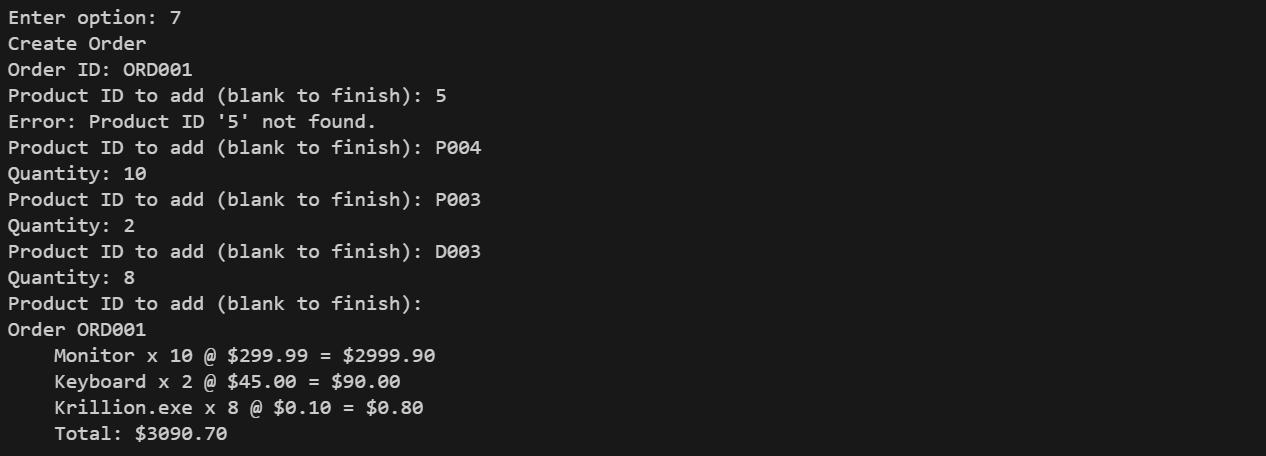 Enter option: 7
Create Order
Order ID: ORD001
Product ID to add (blank to finish): 5
Error: Product ID '5' not found.
Product ID to add (blank to finish): P004
Quantity: 10
Product ID to add (blank to finish): P003
Quantity: 2
Product ID to add (blank to finish): D003
Quantity: 8
Product ID to add (blank to finish):
Order ORD001
    Monitor x 10 @ $299.99 = $2999.90
    Keyboard x 2 @ $45.00 = $90.00
    Krillion.exe x 8 @ $0.10 = $0.80
    Total: $3090.70